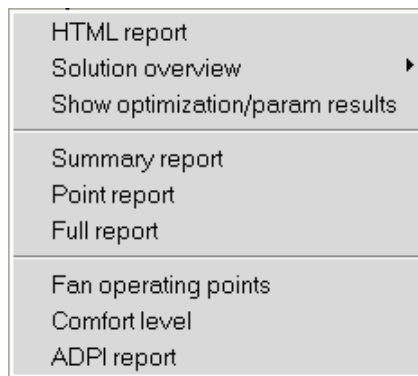 HTML report
Solution overview
Show optimization/param results
Summary report
Point report
Full report
Fan operating points
Comfort level
ADPI report